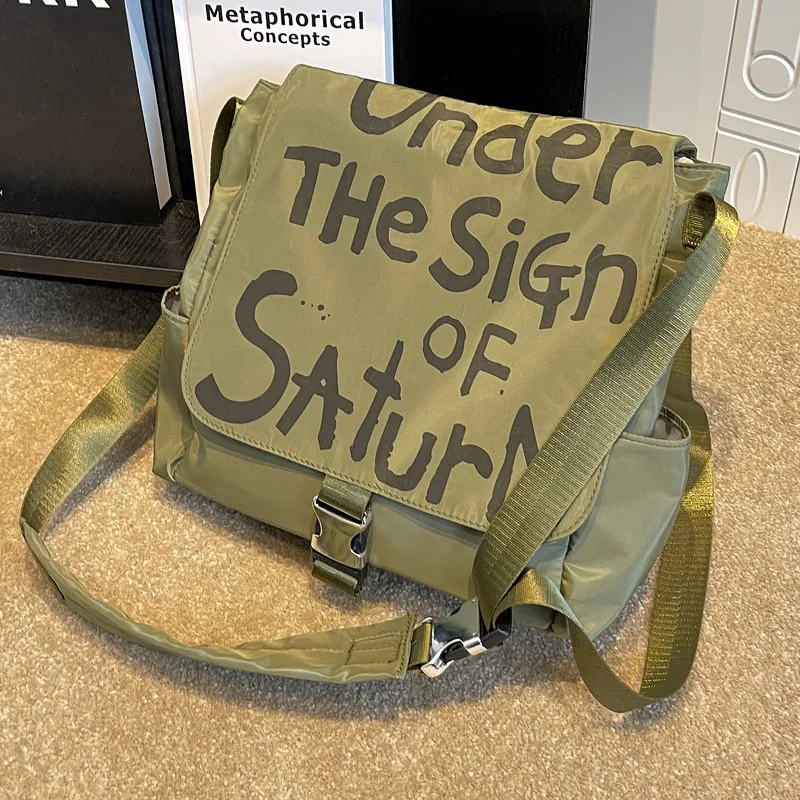 Metaphorical
Concepts
Under
THe SiGn
OF
SAturN